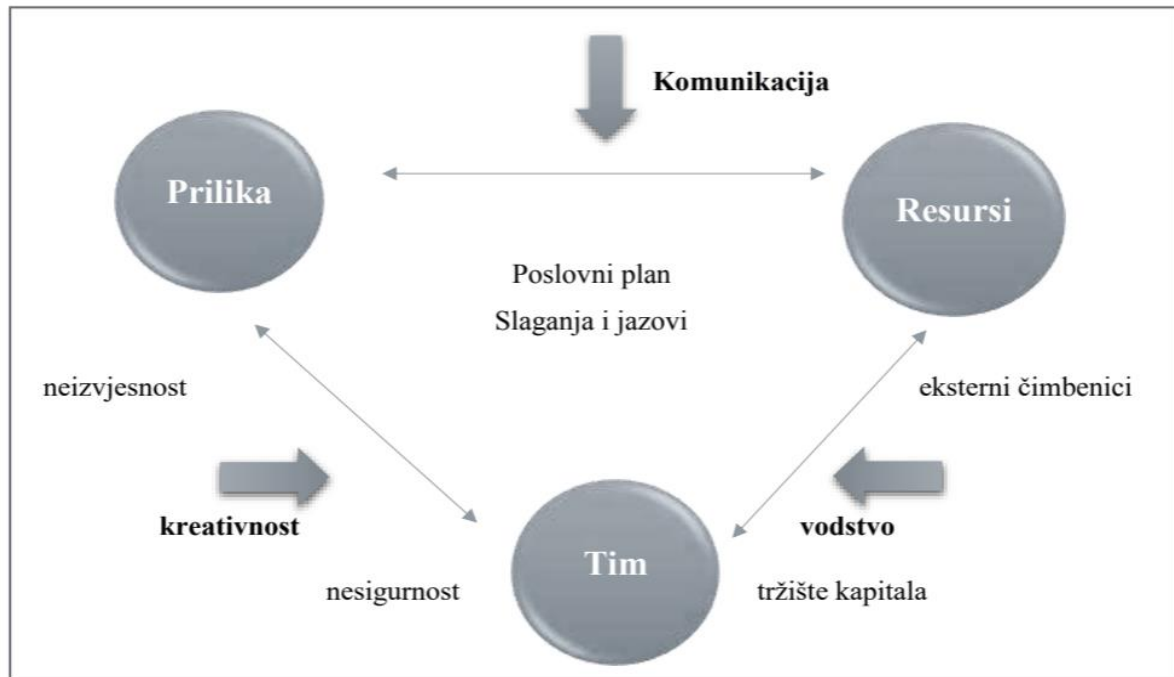 Komunikacija
Prilika
Resursi
Poslovni plan
Slaganja i jazovi
neizvjesnost
eksterni čimbenici
kreativnost
vodstvo
Tim
nesigurnost
tržište kapitala